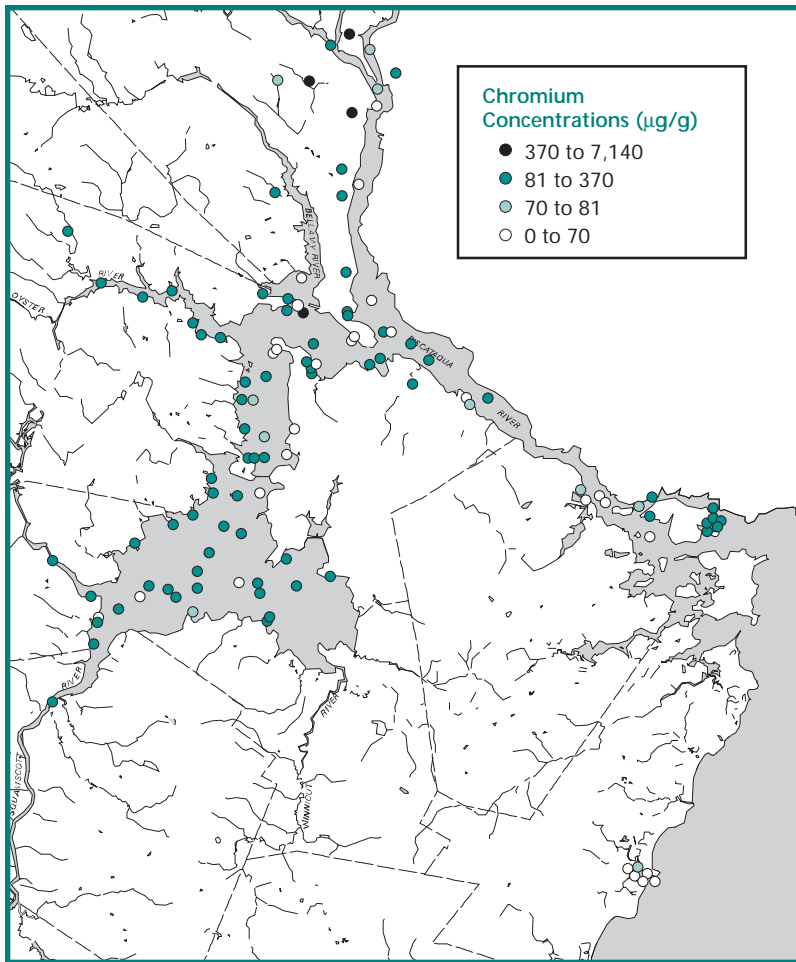 Chromium
Concentrations (µg/g)
370 to 7,140
81 to 370
70 to 81
0 to 70
BELLAMY RIVER
OYSTER
RIVER
PISCATAQUA
RIVER
SQUAMSCOTT
RIVER
WINNICUT
RIVER